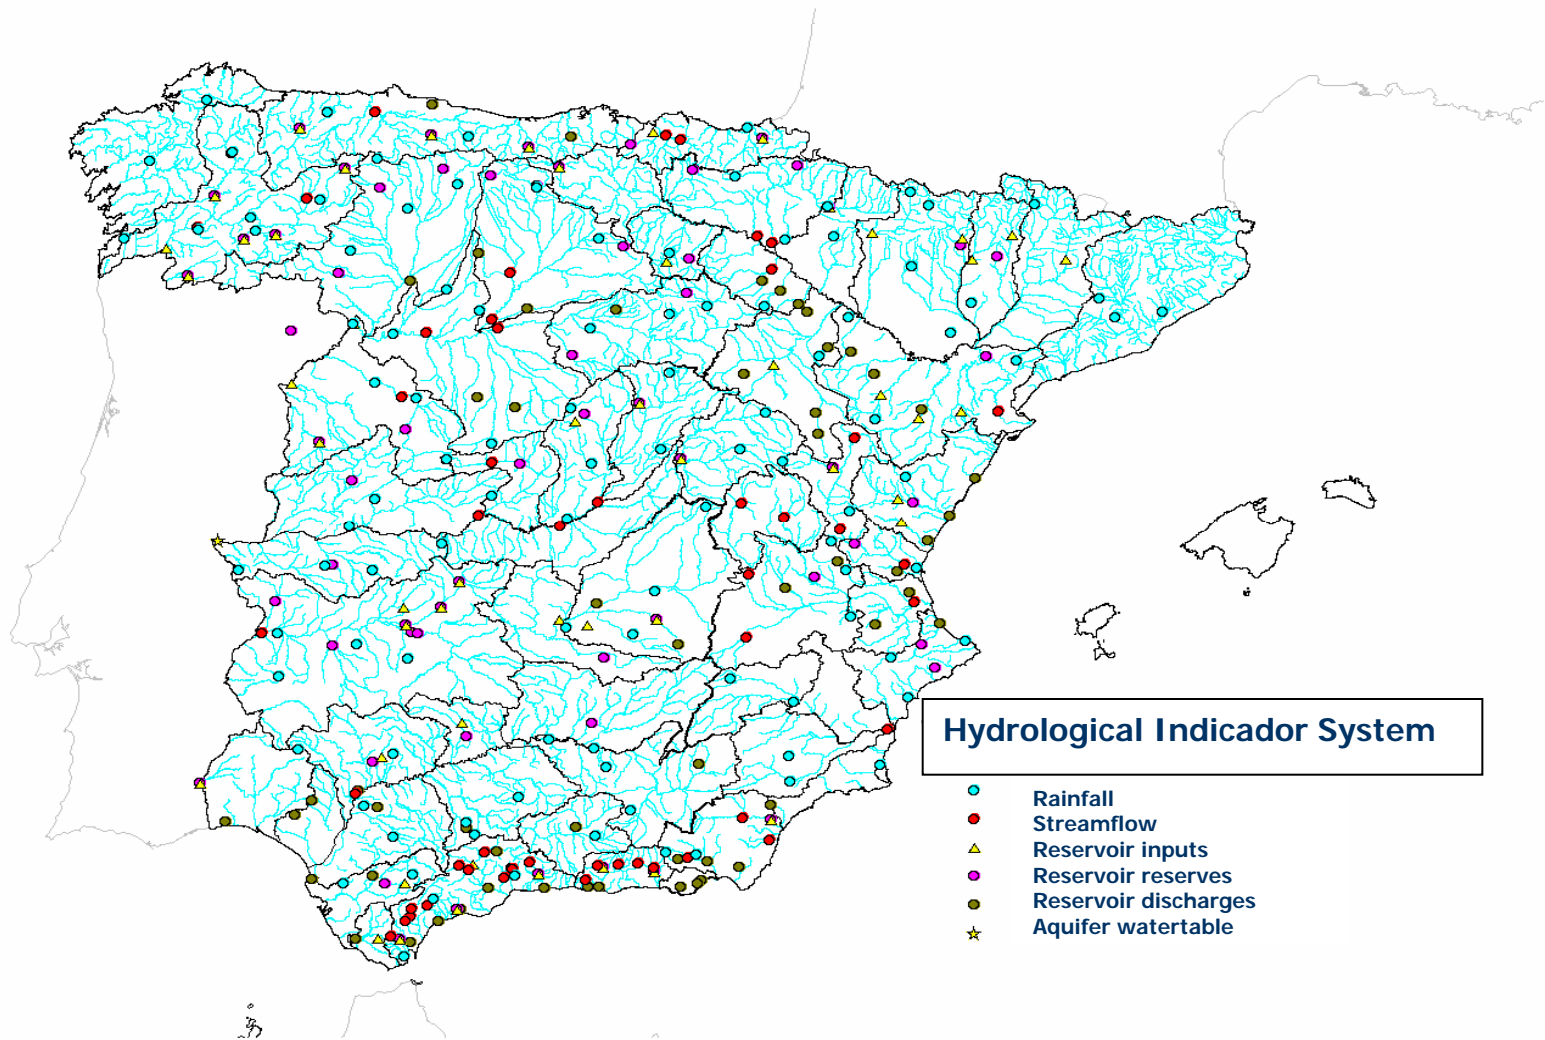 Hydrological Indicador System
Rainfall
Streamflow
Reservoir inputs
Reservoir reserves
Reservoir discharges
Aquifer watertable